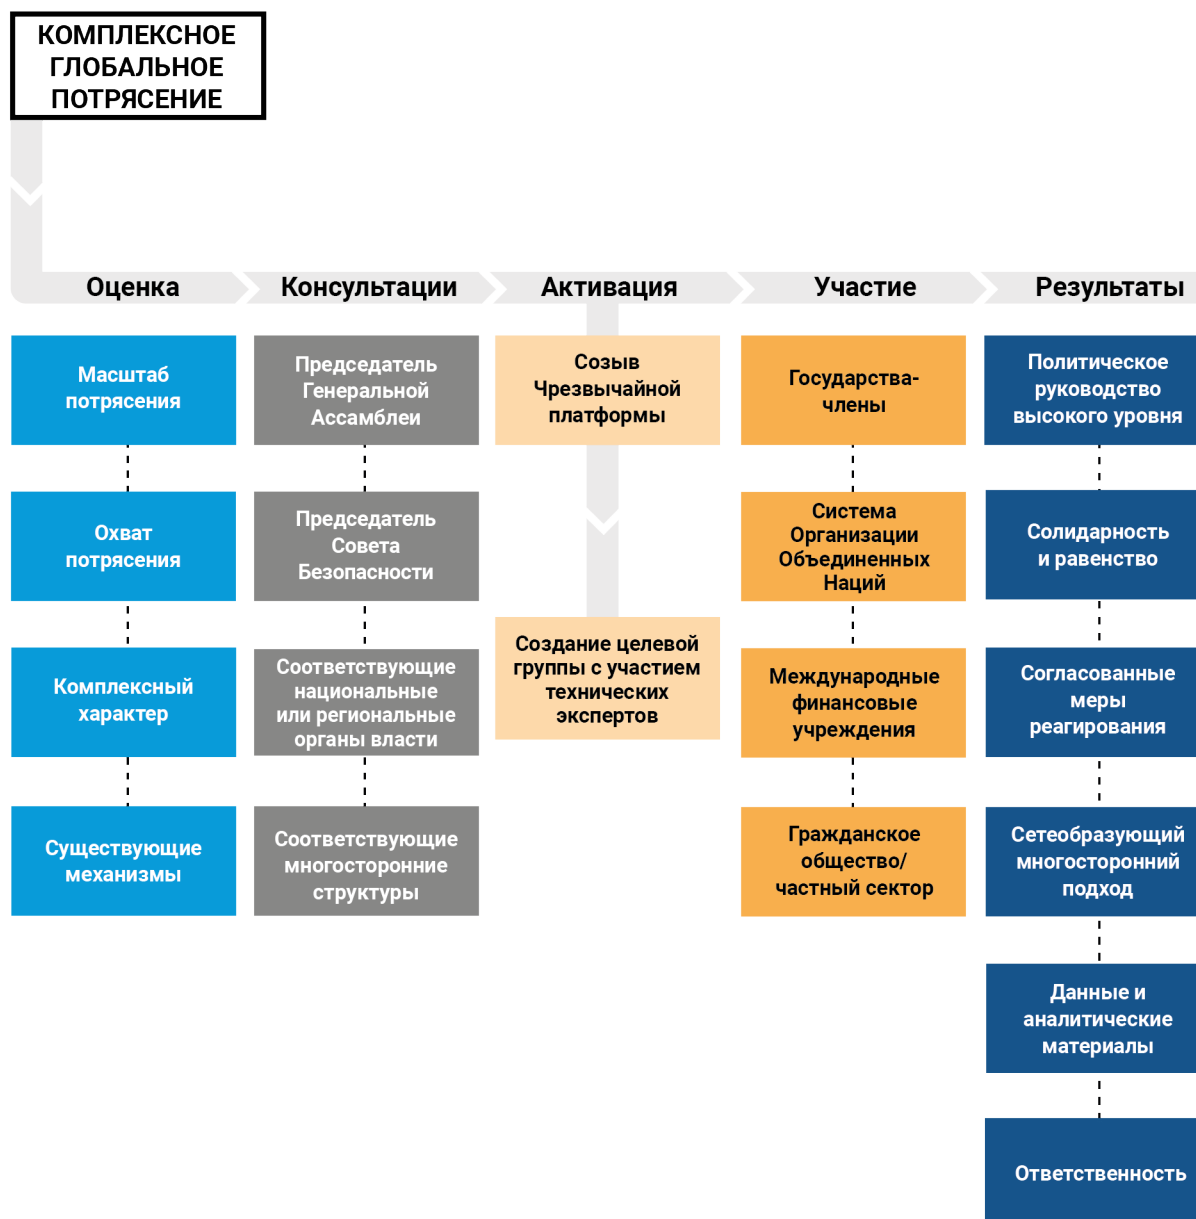 КОМПЛЕКСНОЕ
ГЛОБАЛЬНОЕ
ПОТРЯСЕНИЕ
Оценка
Консультации
Активация
Участие
Результаты
Масштаб
потрясения
Охват
потрясения
Комплексный
характер
Существующие
механизмы
Председатель
Генеральной
Ассамблеи
Председатель
Совета
Безопасности
Соответствующие
национальные
или региональные
органы власти
Соответствующие
многосторонние
структуры
Созыв
Чрезвычайной
платформы
Создание целевой
группы с участием
технических
экспертов
Государства-
члены
Система
Организации
Объединенных
Наций
Международные
финансовые
учреждения
Гражданское
общество/
частный сектор
Политическое
руководство
высокого уровня
Солидарность
и равенство
Согласованные
меры
реагирования
Сетеобразующий
многосторонний
подход
Данные и
аналитические
материалы
Ответственность